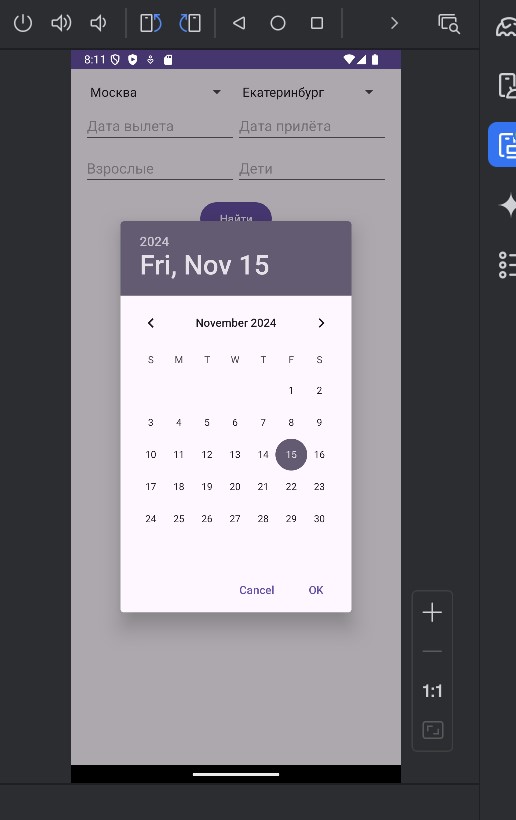 8:11
Москва Екатеринбург
Дата вылета Дата прилёта
Взрослые Дети
Найти
2024
Fri, Nov 15
November 2024
S M T W T F S
1 2
3 4 5 6 7 8 9
10 11 12 13 14 15 16
17 18 19 20 21 22 23
24 25 26 27 28 29 30
Cancel OK
1:1